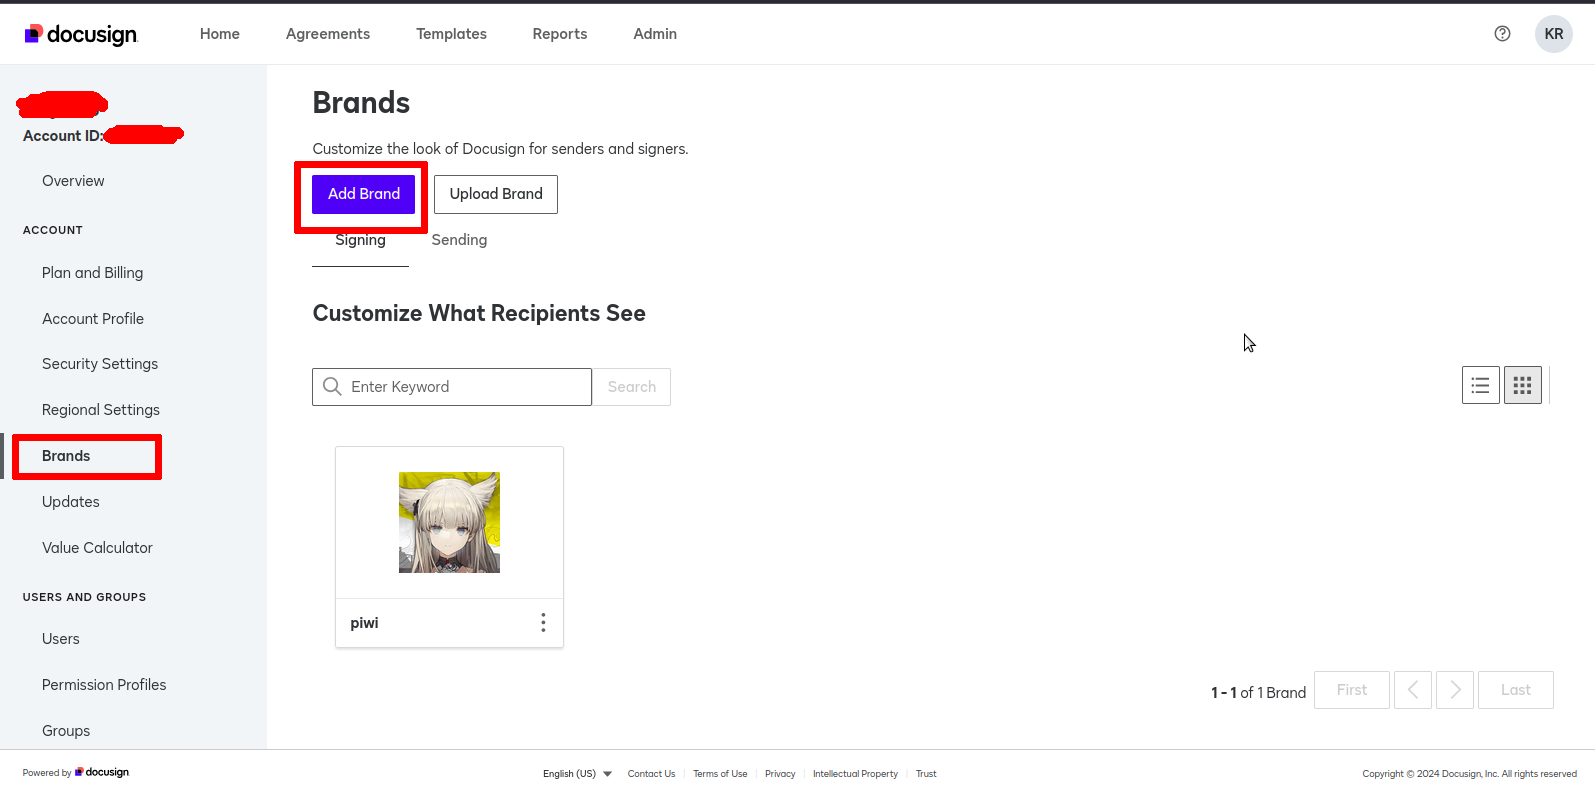 docusign
Home Agreements Templates Reports Admin
KR
Account ID:
Overview
ACCOUNT
Plan and Billing
Account Profile
Security Settings
Regional Settings
Brands
Updates
Value Calculator
USERS AND GROUPS
Users
Permission Profiles
Groups
Brands
Customize the look of Docusign for senders and signers.
Add Brand Upload Brand
Signing Sending
Customize What Recipients See
Enter Keyword Search
piwi
1 - 1 of 1 Brand First Last
Powered by docusign
English (US) Contact Us Terms of Use Privacy Intellectual Property Trust
Copyright © 2024 Docusign, Inc. All rights reserved